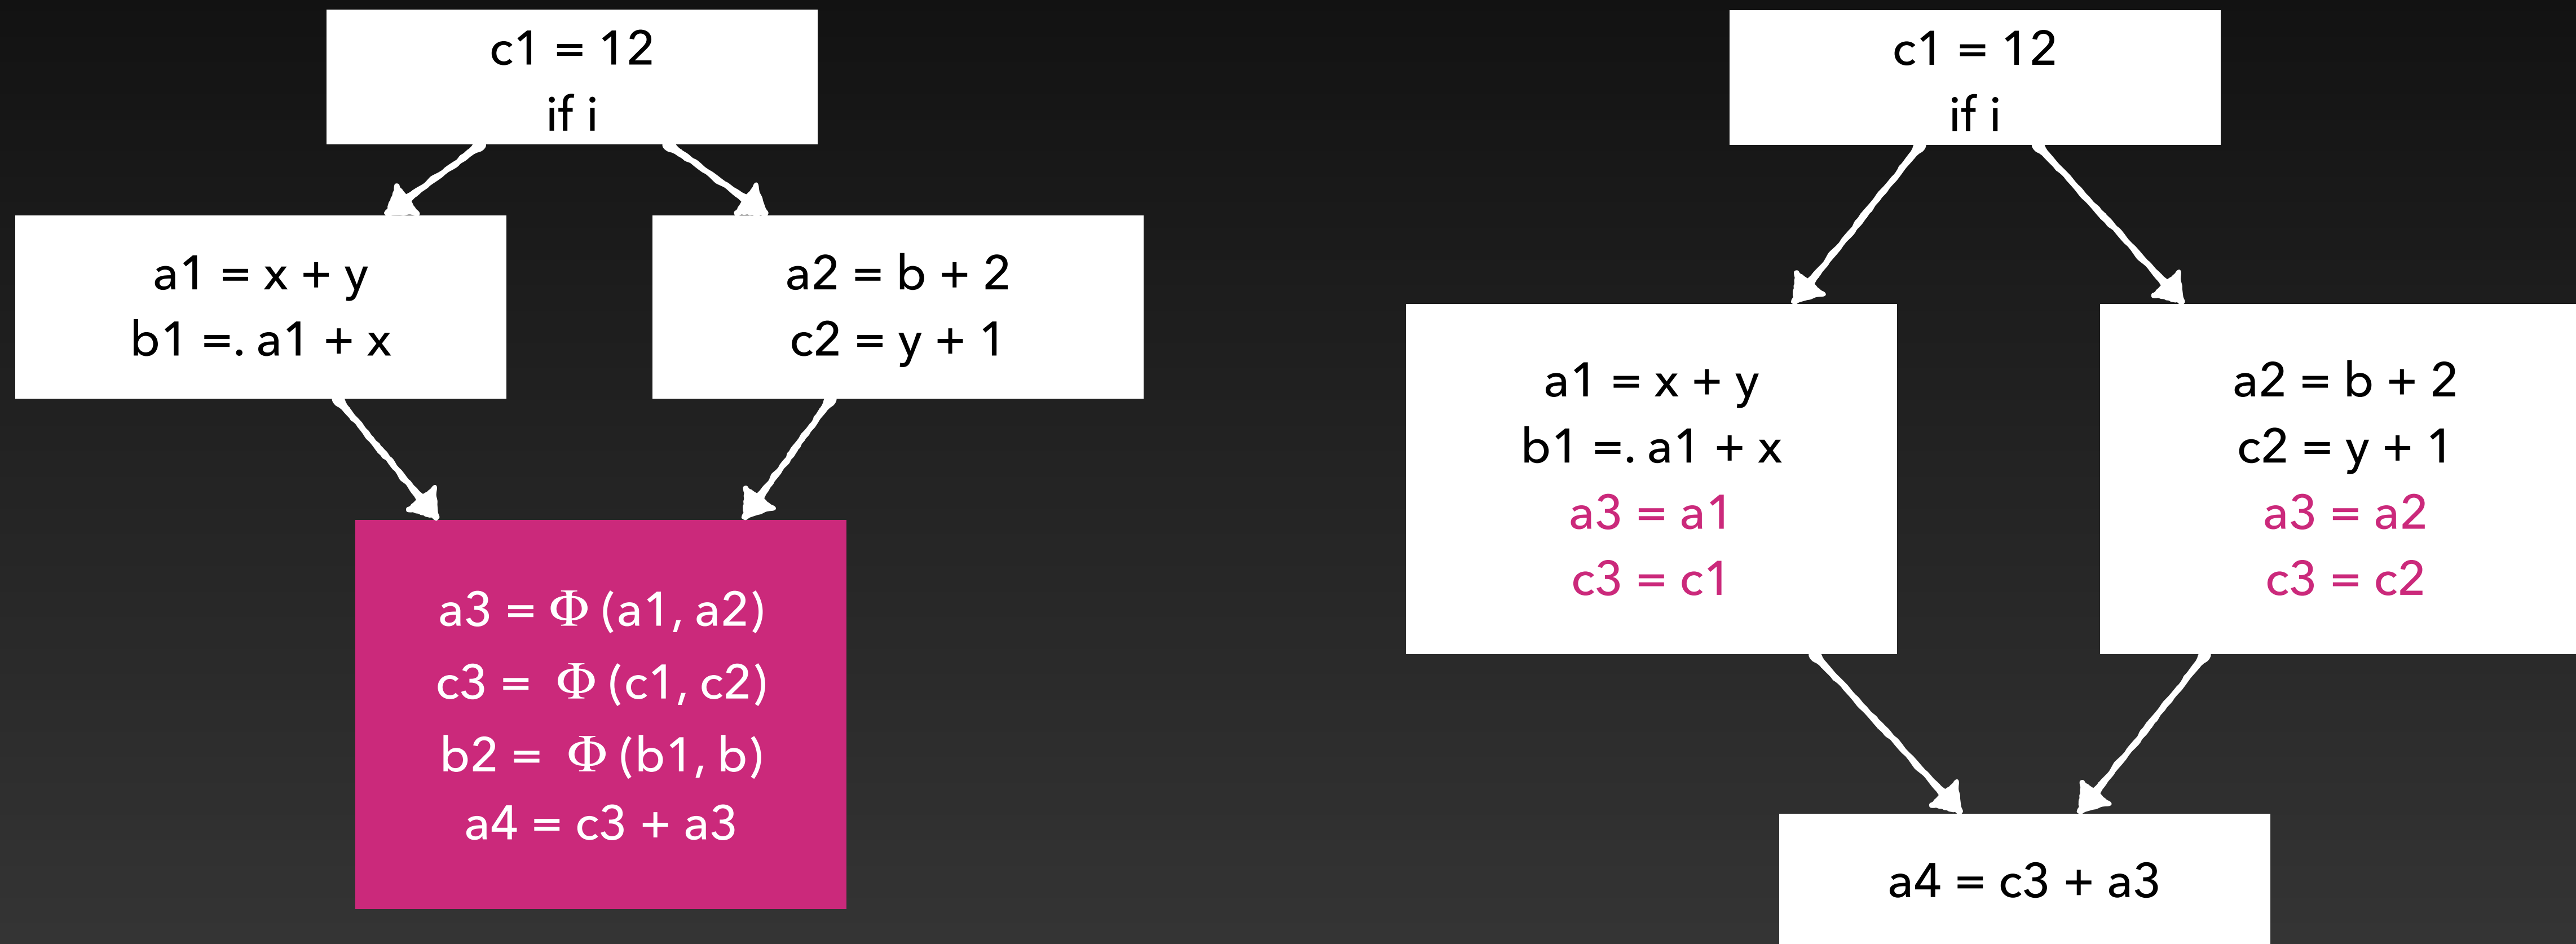 c1 = 12
if i
a1 = x + y
b1 =. a1 + x
a2 = b + 2
c2 = y + 1
a3 = Φ (a1, a2)
c3 = Φ (c1, c2)
b2 = Φ (b1, b)
a4 = c3 + a3
c1 = 12
if i
a1 = x + y
b1 =. a1 + x
a3 = a1
c3 = c1
a2 = b + 2
c2 = y + 1
a3 = a2
c3 = c2
a4 = c3 + a3